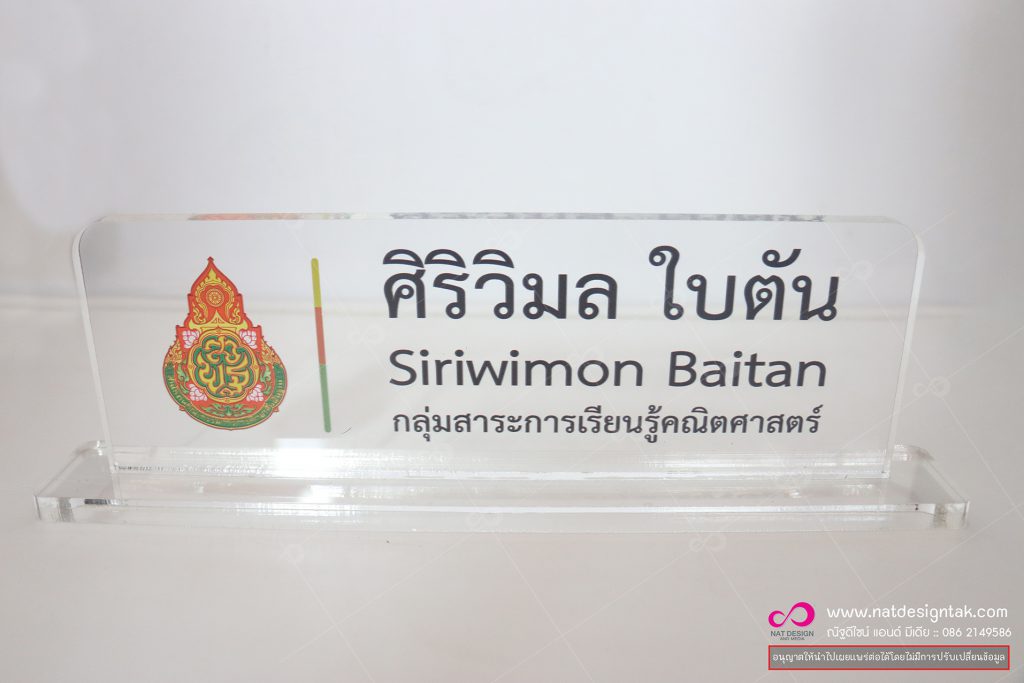 ศิริวิมล ใบตัน
Siriwimon Baitan
กลุ่มสาระการเรียนรู้คณิตศาสตร์
NAT DESIGN
AND MEDIA
www.natdesigntak.com
ณัฐดีไซน์ แอนด์ มีเดีย :: 086 2149586
อนุญาตให้นำไปเผยแพร่ต่อได้โดยไม่มีการปรับเปลี่ยนข้อมูล